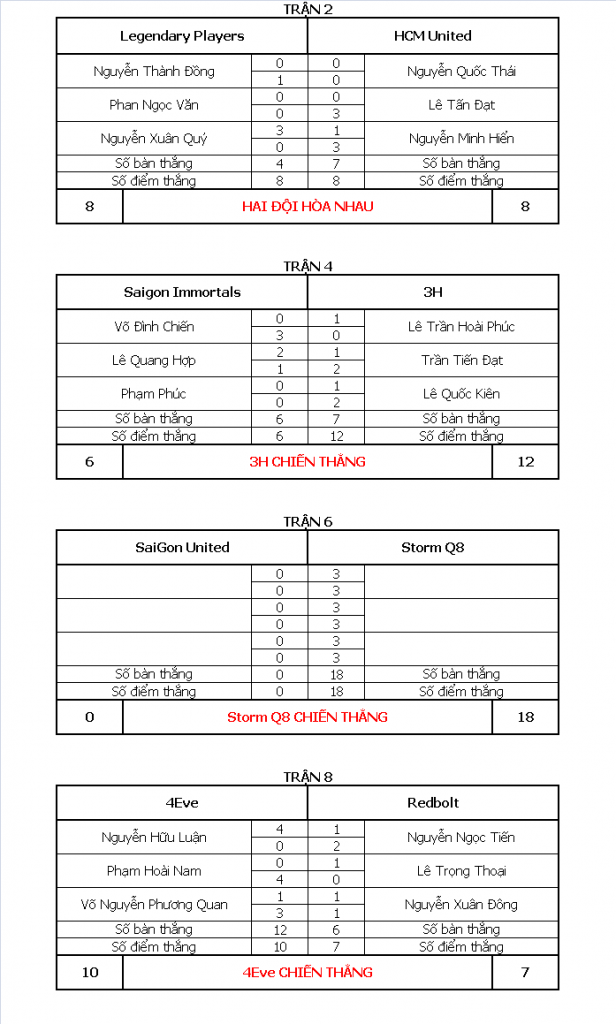 TRẬN 2
Legendary Players HCM United
Nguyễn Thành Đồng 0 0 Nguyễn Quốc Thái
1 0
Phan Ngọc Văn 0 0 Lê Tấn Đạt
0 3
Nguyễn Xuân Quý 3 1 Nguyễn Minh Hiển
0 3
Số bàn thắng 4 7 Số bàn thắng
Số điểm thắng 8 8 Số điểm thắng
8 HAI ĐỘI HÒA NHAU 8
TRẬN 4
Saigon Immortals 3H
Võ Đình Chiến 0 1 Lê Trần Hoài Phúc
3 0
Lê Quang Hợp 2 1 Trần Tiến Đạt
1 2
Phạm Phúc 0 1 Lê Quốc Kiên
0 2
Số bàn thắng 6 7 Số bàn thắng
Số điểm thắng 6 12 Số điểm thắng
6 3H CHIẾN THẮNG 12
TRẬN 6
SaiGon United Storm Q8
0 3
0 3
0 3
0 3
0 3
0 3
Số bàn thắng 0 18 Số bàn thắng
Số điểm thắng 0 18 Số điểm thắng
0 Storm Q8 CHIẾN THẮNG 18
TRẬN 8
4Eve Redbolt
Nguyễn Hữu Luận 4 1 Nguyễn Ngọc Tiến
0 2
Phạm Hoài Nam 0 1 Lê Trọng Thoại
4 0
Võ Nguyễn Phương Quan 1 1 Nguyễn Xuân Đông
3 1
Số bàn thắng 12 6 Số bàn thắng
Số điểm thắng 10 7 Số điểm thắng
10 4Eve CHIẾN THẮNG 7